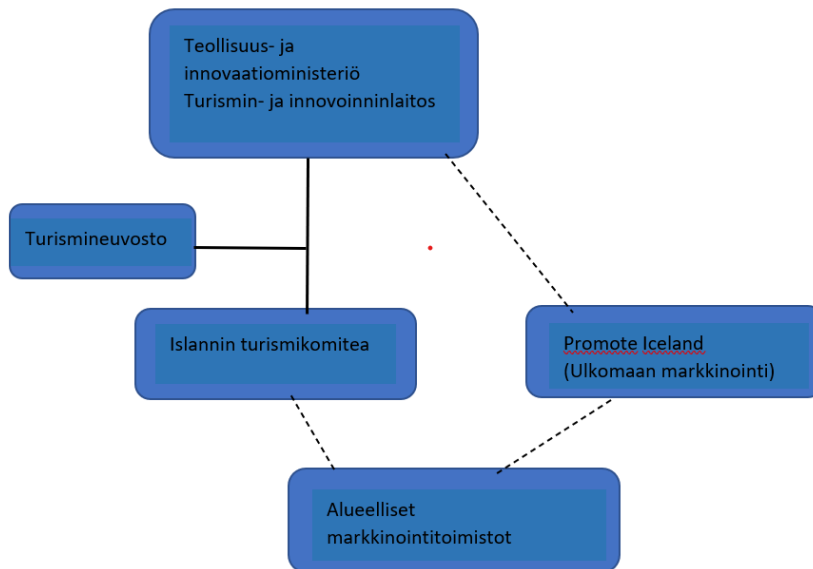 Teollisuus- ja
innovaatioministeriö
Turismin- ja innovoinninlaitos
Turismineuvosto
Islannin turismikomitea
Promote Iceland
(Ulkomaan markkinointi)
Alueelliset
markkinointitoimistot